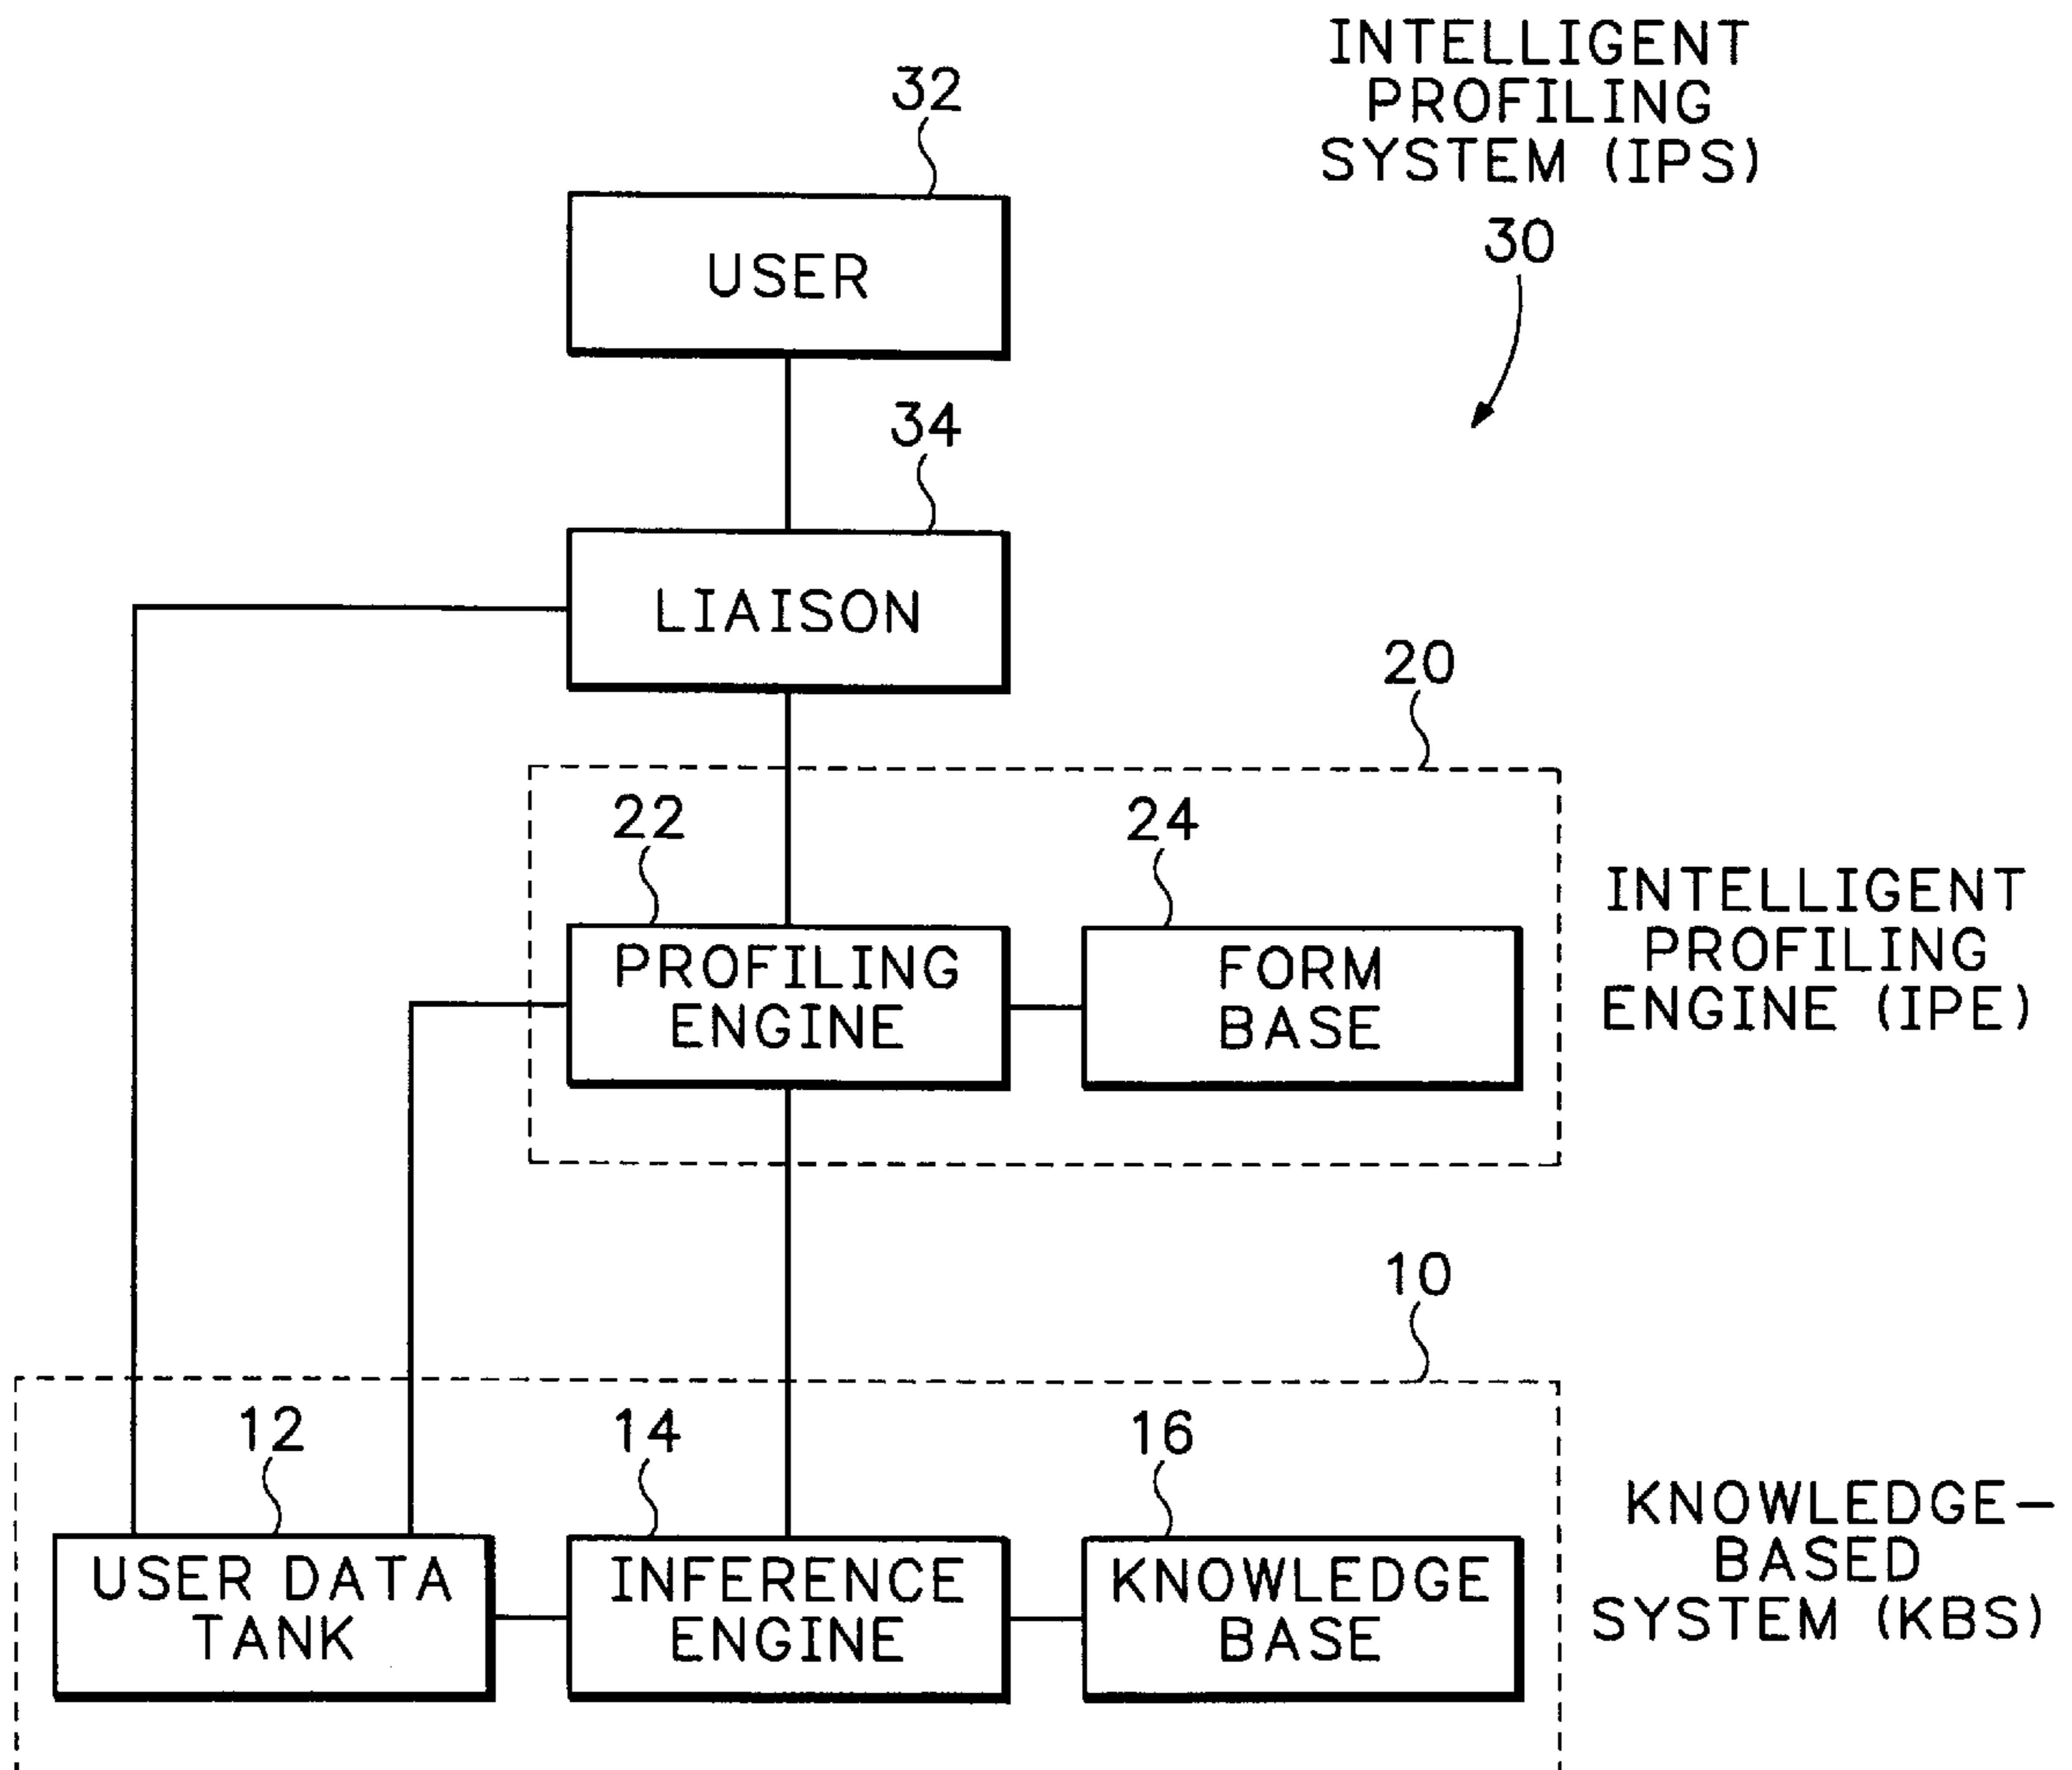 INTELLIGENT
PROFILING
SYSTEM (IPS)
30
32
USER
34
LIAISON
20
22
24
PROFILING
ENGINE
FORM
BASE
INTELLIGENT
PROFILING
ENGINE (IPE)
10
12
14
16
USER DATA
TANK
INFERENCE
ENGINE
KNOWLEDGE
BASE
KNOWLEDGE-
BASED
SYSTEM (KBS)